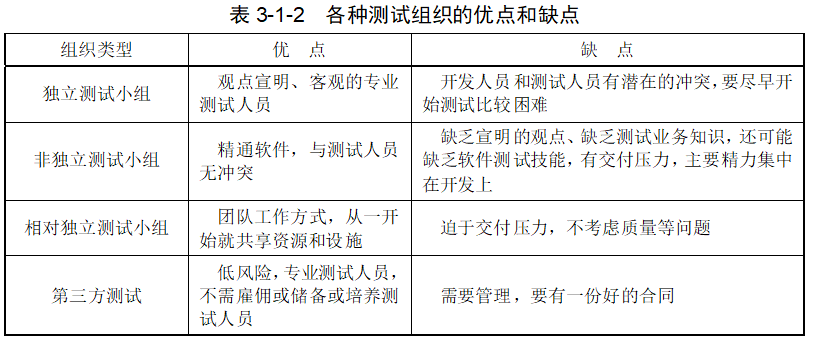 表 3-1-2 各种测试组织的优点和缺点
组织类型 优 点 缺 点
独立测试小组
观点宣明、客观的专业
测试人员
开发人员和测试人员有潜在的冲突，要尽早开
始测试比较困难
非独立测试小组
精通软件，与测试人员
无冲突
缺乏宣明的观点、缺乏测试业务知识，还可能
缺乏软件测试技能，有交付压力，主要精力集中
在开发上
相对独立测试小组
团队工作方式，从一开
始就共享资源和设施
迫于交付压力，不考虑质量等问题
第三方测试
低风险，专业测试人员，
不需雇佣或储备或培养测
试人员
需要管理，要有一份好的合同